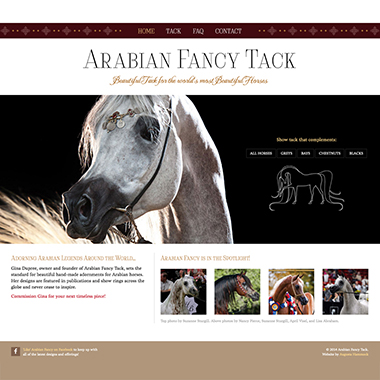 HOME TACK FAQ CONTACT
ARABIAN FANCY TACK
Beautiful Tack for the world's most Beautiful Horses
Show tack that complements:
ALL HORSES GREYS BAYS CHESTNUTS BLACKS
ADORNING ARABIAN LEGENDS AROUND THE WORLD...
Gina Dupree, owner and founder of Arabian Fancy Tack, sets the
standard for beautiful hand-made adornments for Arabian horses.
Her designs are featured in publications and show rings across the
globe and never cease to inspire.
Commission Gina for your next timeless piece!
ARABIAN FANCY IS IN THE SPOTLIGHT!
Top photo by Suzanne
f
Visit Arabian Fancy on Facebook to keep up with
all of the latest designs and offerings!
© 2014 Arabian Fancy Tack
Website by